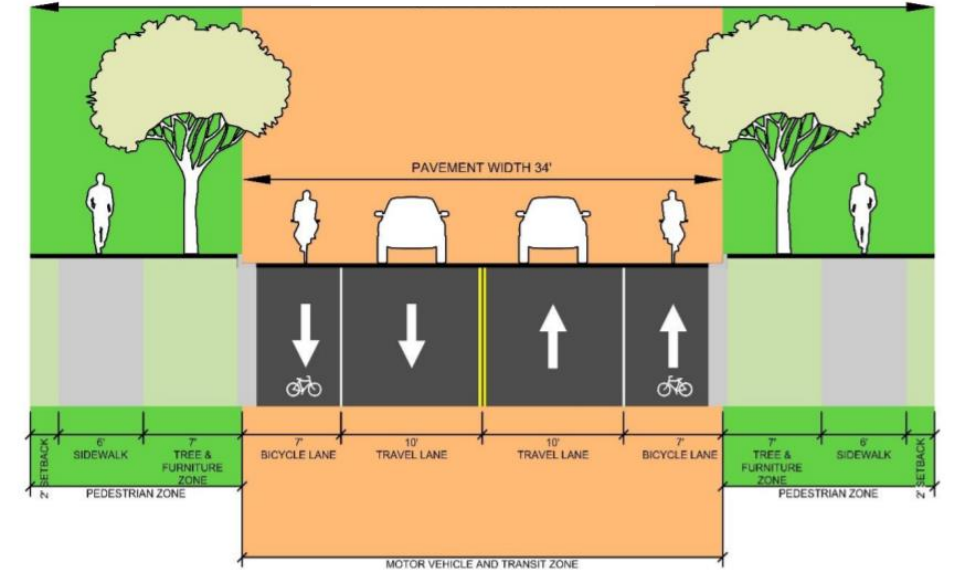 PAVEMENT WIDTH 34'
2' SETBACK
6'
SIDEWALK
7'
TREE &
FURNITURE
ZONE
7'
BICYCLE LANE
10'
TRAVEL LANE
10'
TRAVEL LANE
7'
BICYCLE LANE
7'
TREE &
FURNITURE
ZONE
6'
SIDEWALK
2' SETBACK
PEDESTRIAN ZONE
PEDESTRIAN ZONE
MOTOR VEHICLE AND TRANSIT ZONE